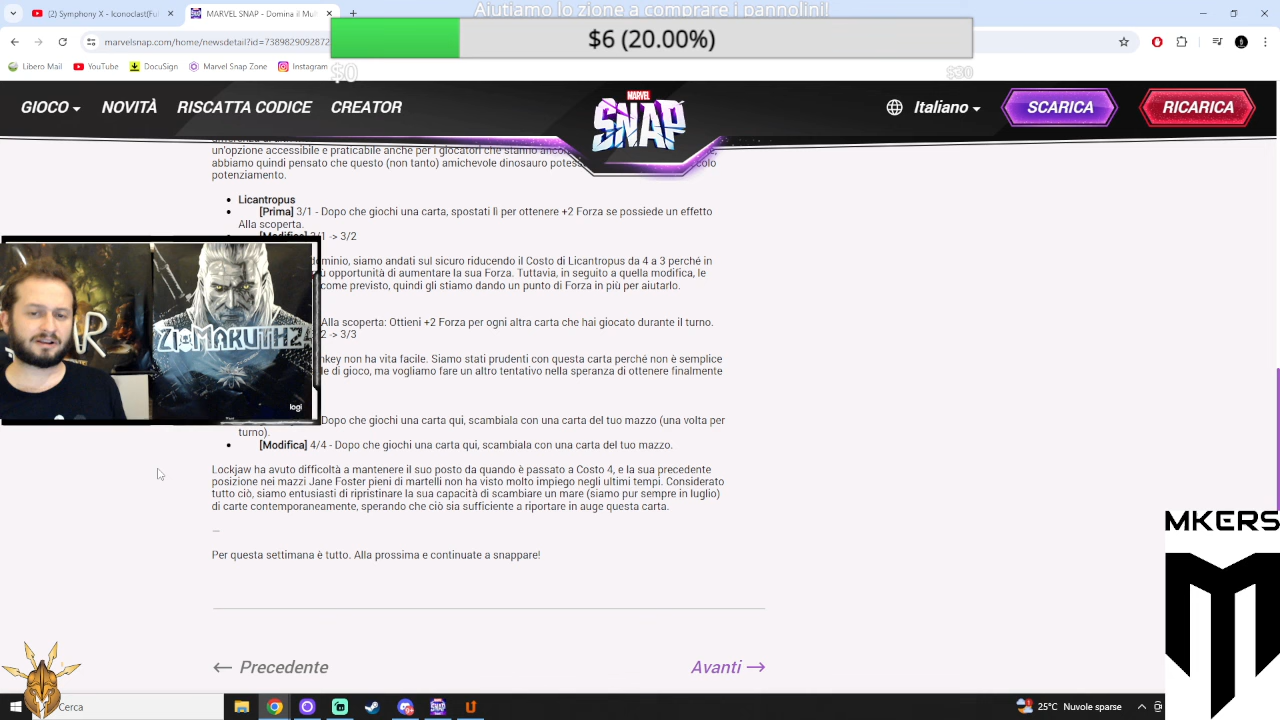 Symphony X - Iconoclast(Ful
MARVEL SNAP - Di Mu
Aiutiamo lo zione a comprare i pannolini!
marvelsnap.com/home/newsdetail?id=7389829092872
$6 (20.00%)
Libero Mail
YouTube
DocuSign
Marvel Snap Zone
Instagram
$0
$30
GIOCO
NOVITÀ
RISCATTA CODICE
CREATOR
MARVEL
SNAP
Italiano
SCARICA
RICARICA
un'opzione accessibile e praticabile anche per i giocatori che stanno
abbiamo quindi pensato che questo (non tanto) amichevole dinosauro
potenziamento.
Licantropus
[Prima] 3/1 - Dopo che giochi una carta, spostati lì per ottenere +2 Forza se possiede un effetto
Alla scoperta.
[Modifica] 3/1 -> 3/2
dominio, siamo andati sul sicuro riducendo il Costo di Licantropus da 4 a 3 perché in
opportunità di aumentare la sua Forza. Tuttavia, in seguito a quella modifica, le
come previsto, quindi gli stiamo dando un punto di Forza in più per aiutarlo.
Alla scoperta: Ottieni +2 Forza per ogni altra carta che hai giocato durante il turno.
-> 3/3
nkey non ha vita facile. Siamo stati prudenti con questa carta perché non è semplice
di gioco, ma vogliamo fare un altro tentativo nella speranza di ottenere finalmente
ZIOMAKUTHZ
logi
Dopo che giochi una carta qui, scambiala con una carta del tuo mazzo (una volta per
turno).
[Modifica] 4/4 - Dopo che giochi una carta qui, scambiala con una carta del tuo mazzo.
Lockjaw ha avuto difficoltà a mantenere il suo posto da quando è passato a Costo 4, e la sua precedente
posizione nei mazzi Jane Foster pieni di martelli non ha visto molto impiego negli ultimi tempi. Considerato
tutto ciò, siamo entusiasti di ripristinare la sua capacità di scambiare un mare (siamo pur sempre in luglio)
di carte contemporaneamente, sperando che ciò sia sufficiente a riportare in auge questa carta.
—
Per questa settimana è tutto. Alla prossima e continuate a snappare!
MKERS
← Precedente
Avanti →
Cerca
25°C Nuvole sparse